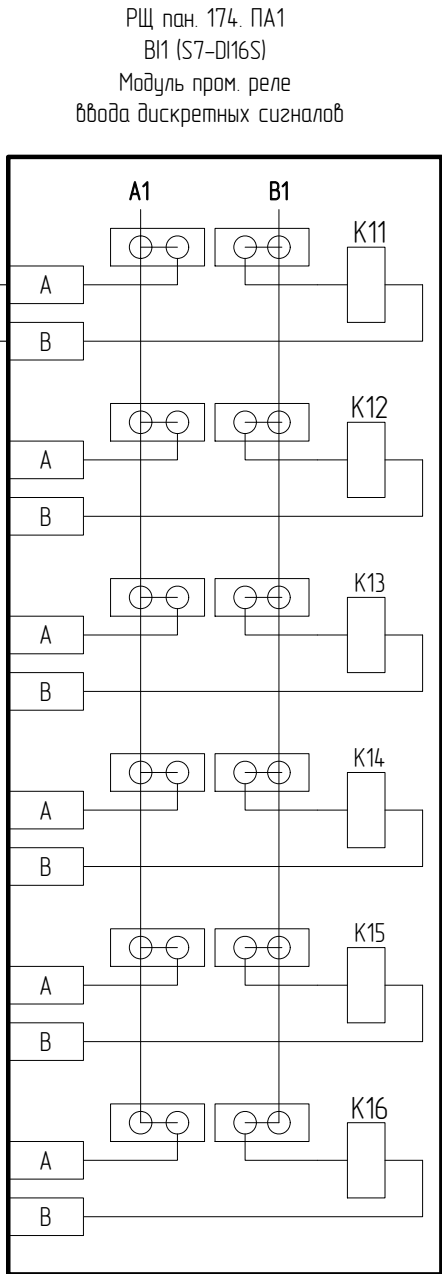 РЩ пан. 174. ПА1
BI1 (S7-DI16S)
Модуль пром. реле
ввода дискретных сигналов
A1 B1
K11
A
B
K12
A
B
K13
A
B
K14
A
B
K15
A
B
K16
A
B